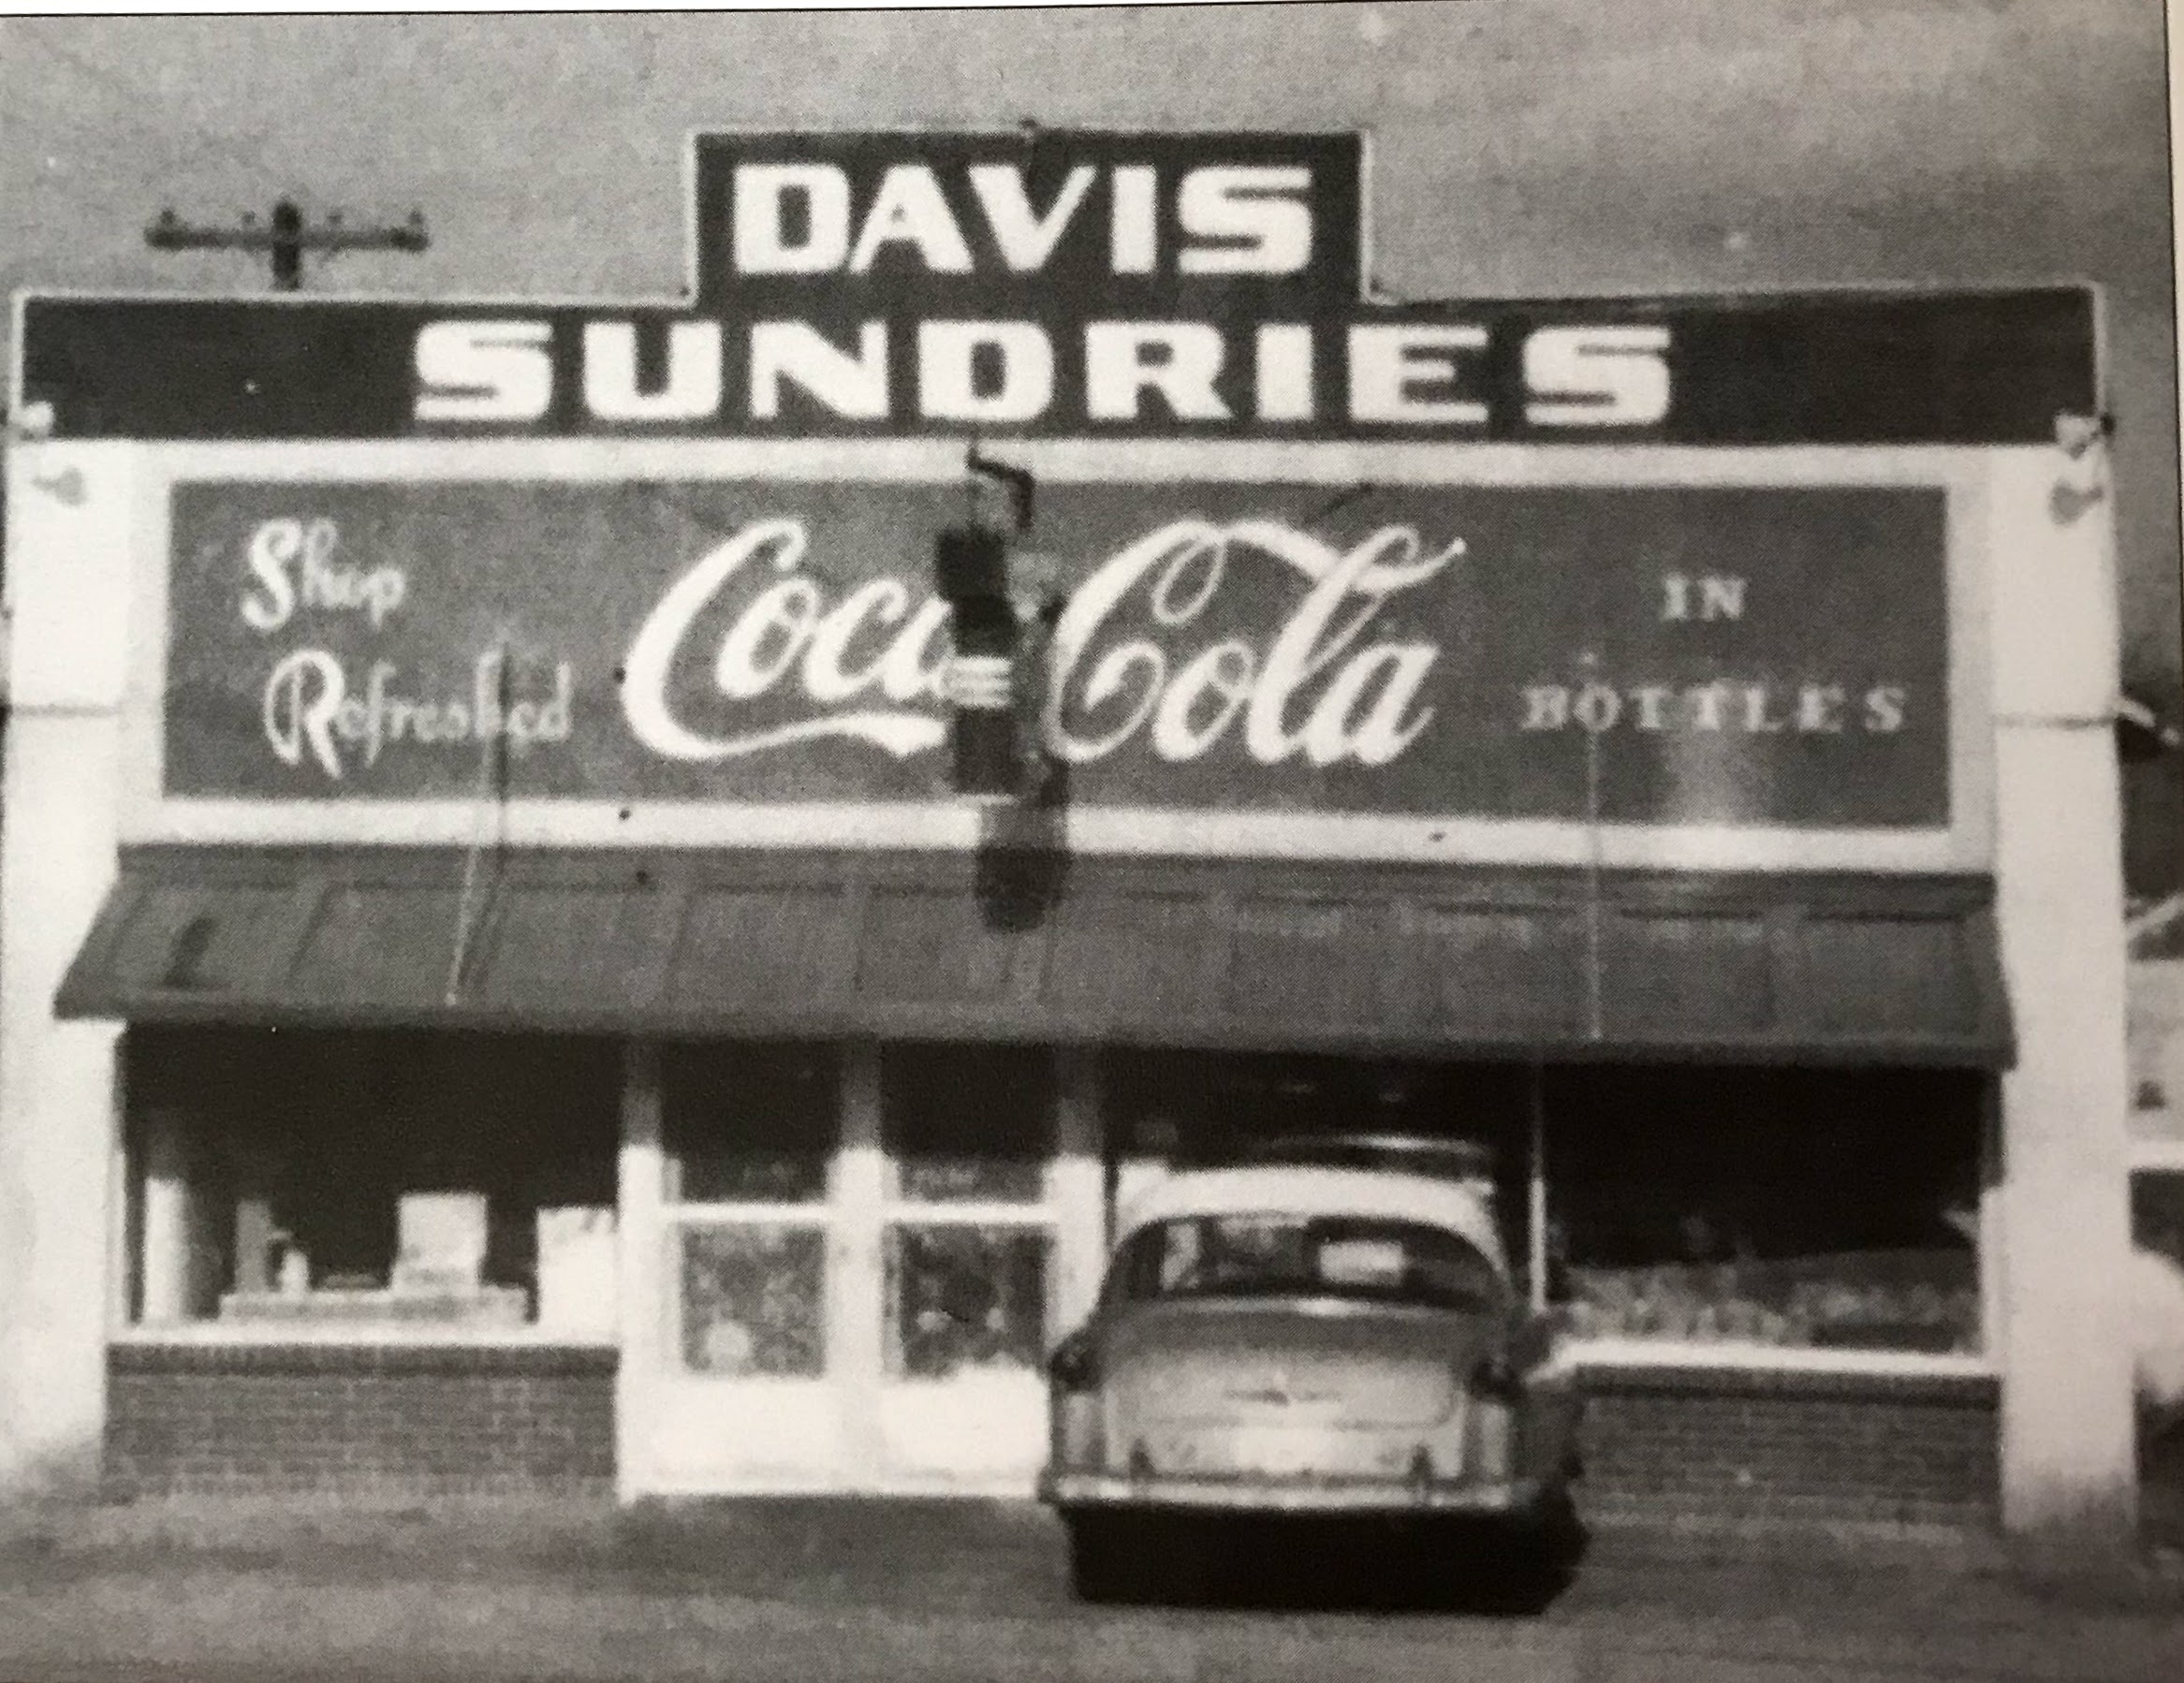 DAVIS
SUNDRIES
Shop
Refreshed
Coca Cola
IN
BOTTLES